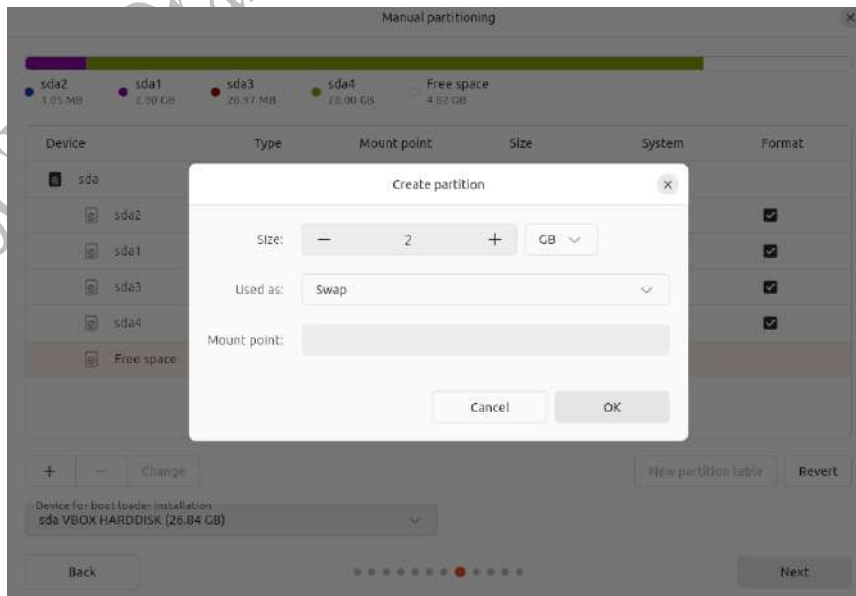 Manual partitioning
sda2 sda1 sda3 sda4 Free space
1.05 MB 2.00 GB 20.97 MB 20.00 GB 4.82 GB
Device Type Mount point Size System Format
sda
Create partition
sda2
Size: − 2 + GB
sda1
sda3
Used as: Swap
sda4
Mount point:
Free space
Cancel OK
+ − Change New partition table Revert
Device for boot loader installation
sda VBOX HARDDISK (26.84 GB)
Back Next